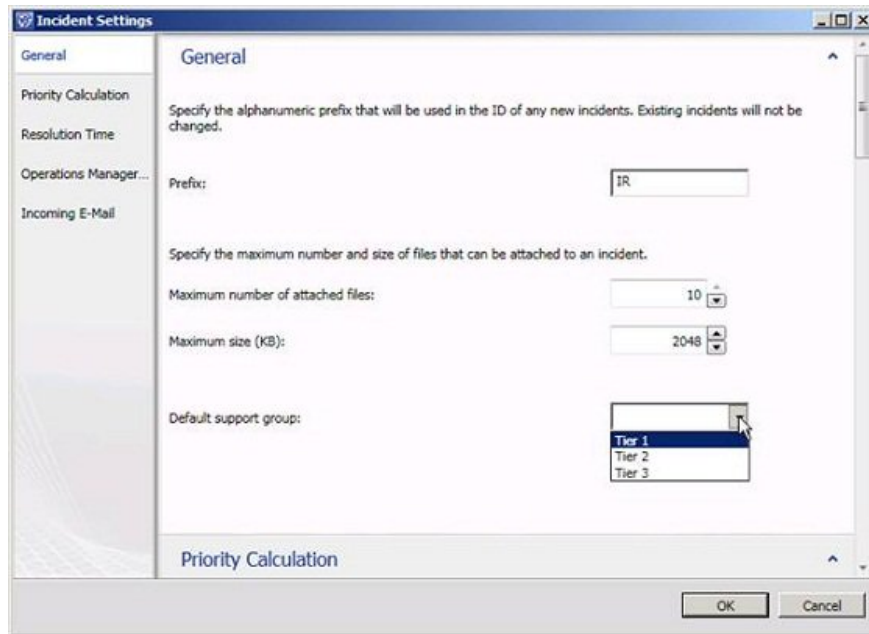 Incident Settings
General
Priority Calculation
Resolution Time
Operations Manager...
Incoming E-Mail
General
Specify the alphanumeric prefix that will be used in the ID of any new incidents. Existing incidents will not be
changed.
Prefix:
IR
Specify the maximum number and size of files that can be attached to an incident.
Maximum number of attached files:
10
Maximum size (KB):
2048
Default support group:
Tier 1
Tier 2
Tier 3
Priority Calculation
OK
Cancel